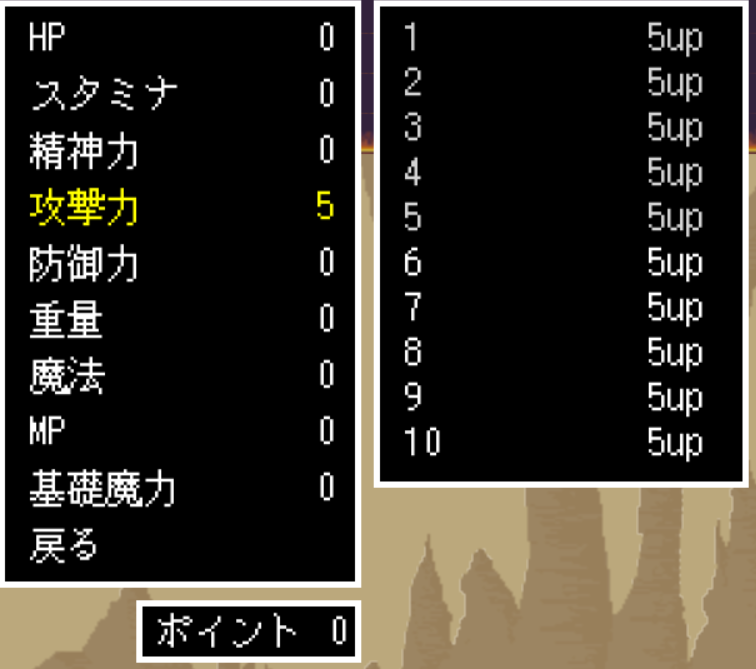 HP 0
スタミナ 0
精神力 0
攻撃力 5
防御力 0
重量 0
魔法 0
MP 0
基礎魔力 0
戻る
ポイント 0
1 5up
2 5up
3 5up
4 5up
5 5up
6 5up
7 5up
8 5up
9 5up
10 5up